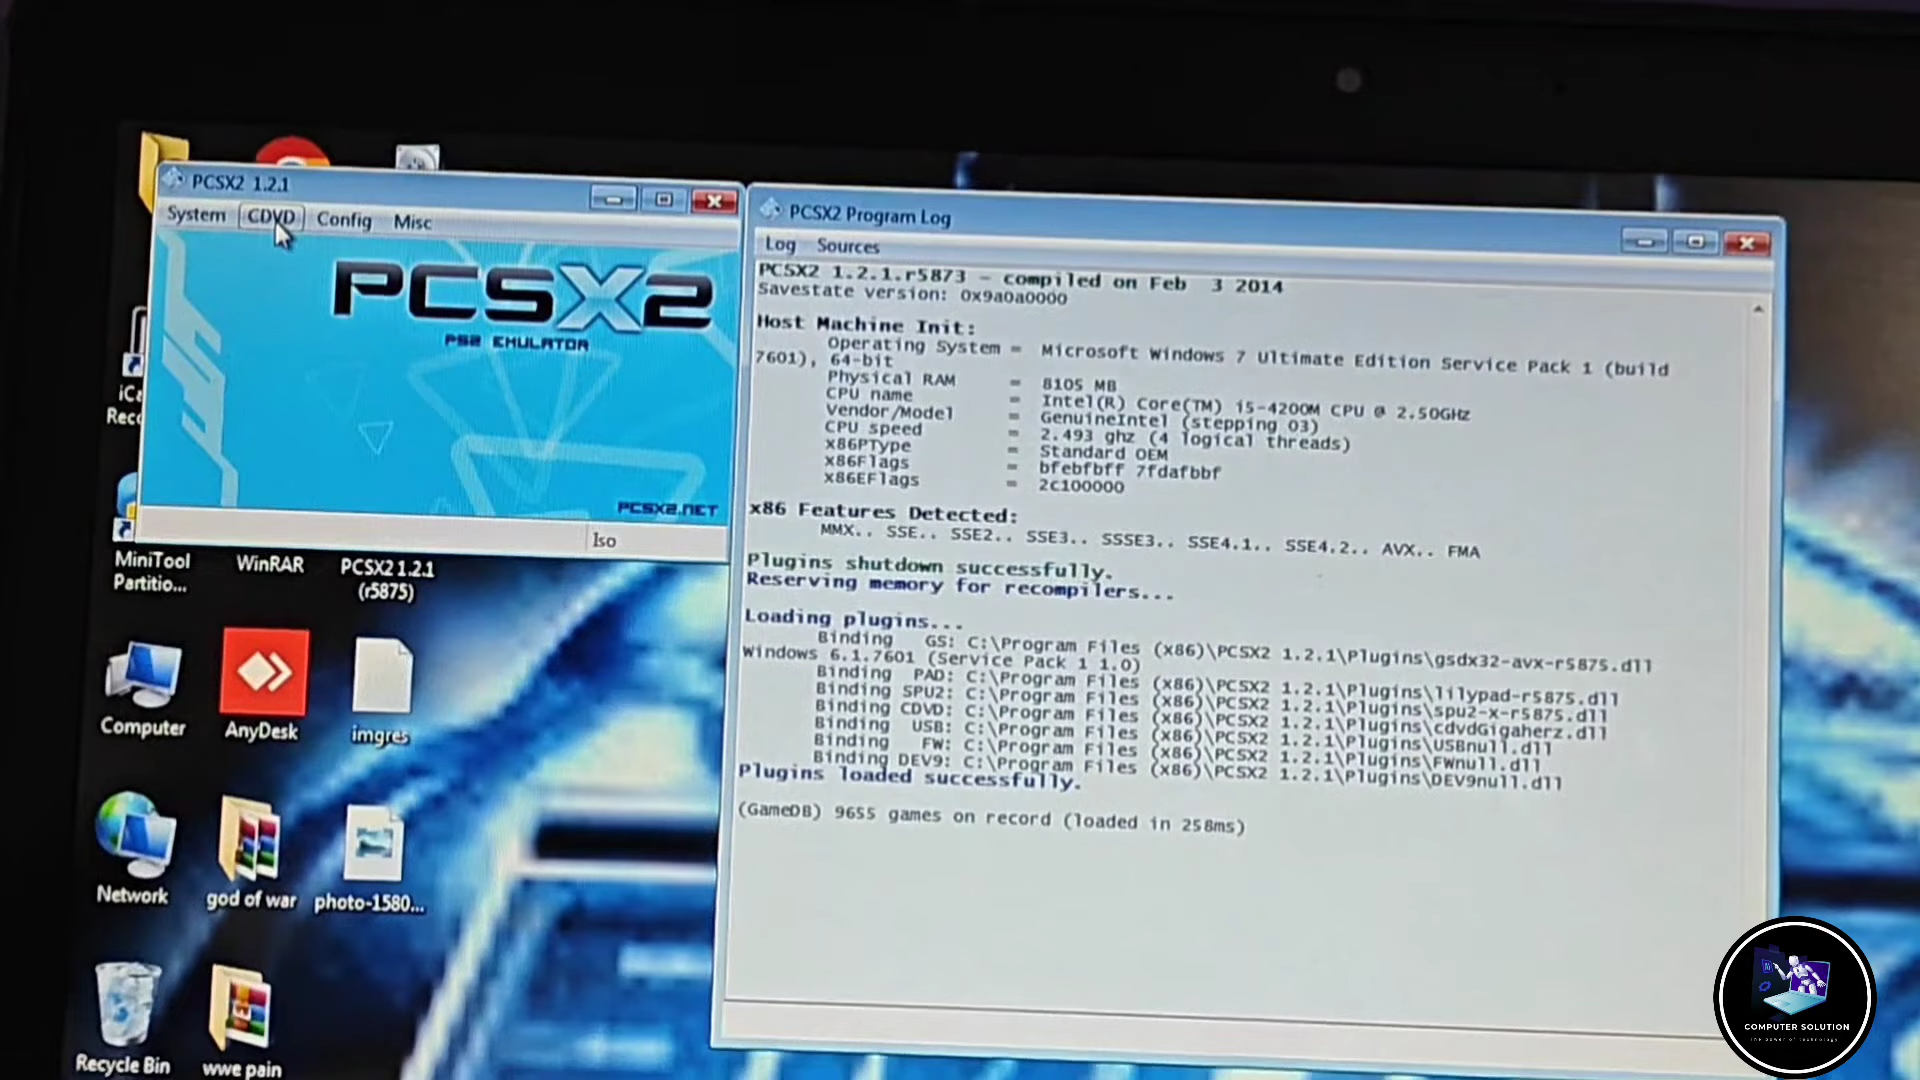 PCSX2 1.2.1
System CDVD Config Misc
PCSX2
PS2 EMULATOR
PCSX2.NET
Iso
PCSX2 Program Log
Log Sources
PCSX2 1.2.1.r5873 - compiled on Feb  3 2014
Savestate version: 0x9a0a0000
Host Machine Init:
Operating System = Microsoft Windows 7 Ultimate Edition Service Pack 1 (build
7601), 64-bit
Physical RAM = 8105 MB
CPU name = Intel(R) Core(TM) i5-4200M CPU @ 2.50GHz
Vendor/Model = GenuineIntel (stepping 03)
CPU speed = 2.493 ghz (4 logical threads)
x86PType = Standard OEM
x86Flags = bfebfbff 7fdafbbf
x86EFlags = 2c100000
x86 Features Detected:
MMX.. SSE.. SSE2.. SSE3.. SSSE3.. SSE4.1.. SSE4.2.. AVX.. FMA
Plugins shutdown successfully.
Reserving memory for recompilers...
Loading plugins...
Binding GS: C:\Program Files (x86)\PCSX2 1.2.1\Plugins\gsdx32-avx-r5875.dll
Windows 6.1.7601 (Service Pack 1 1.0)
Binding PAD: C:\Program Files (x86)\PCSX2 1.2.1\Plugins\lilypad-r5875.dll
Binding SPU2: C:\Program Files (x86)\PCSX2 1.2.1\Plugins\spu2-x-r5875.dll
Binding CDVD: C:\Program Files (x86)\PCSX2 1.2.1\Plugins\cdvdGigaherz.dll
Binding USB: C:\Program Files (x86)\PCSX2 1.2.1\Plugins\USBnull.dll
Binding FW: C:\Program Files (x86)\PCSX2 1.2.1\Plugins\FWnull.dll
Binding DEV9: C:\Program Files (x86)\PCSX2 1.2.1\Plugins\DEV9null.dll
Plugins loaded successfully.
(GameDB) 9655 games on record (loaded in 258ms)
iCa
Reco
MiniTool
Partitio...
WinRAR
PCSX2 1.2.1
(r5875)
Computer
AnyDesk
imgres
Network
god of war
photo-1580...
Recycle Bin
wwe pain
COMPUTER SOLUTION
the power of technology